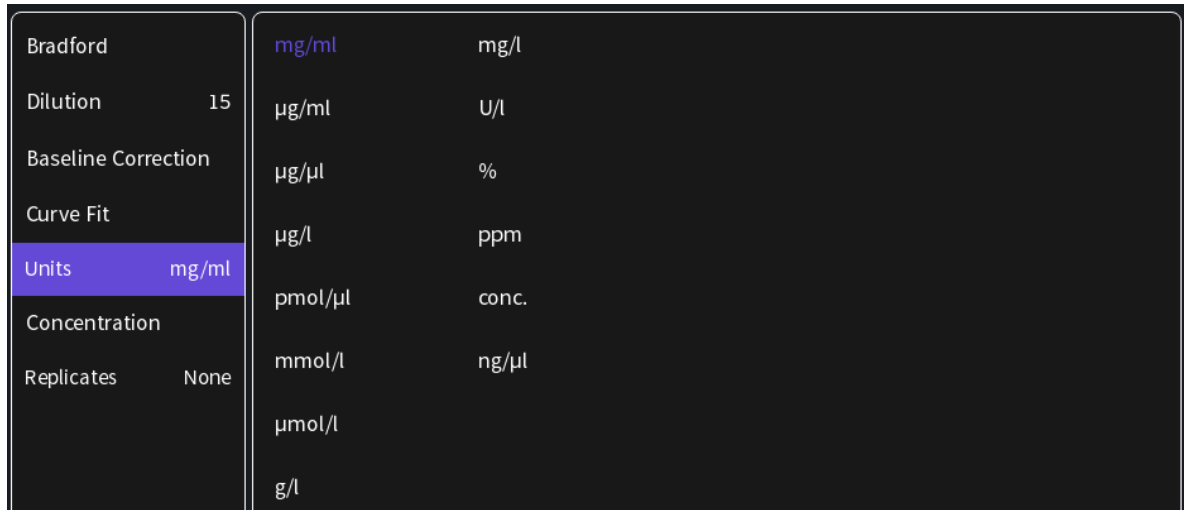 Bradford
Dilution 15
Baseline Correction
Curve Fit
Units mg/ml
Concentration
Replicates None
mg/ml mg/l
µg/ml U/l
µg/µl %
µg/l ppm
pmol/µl conc.
mmol/l ng/µl
µmol/l
g/l